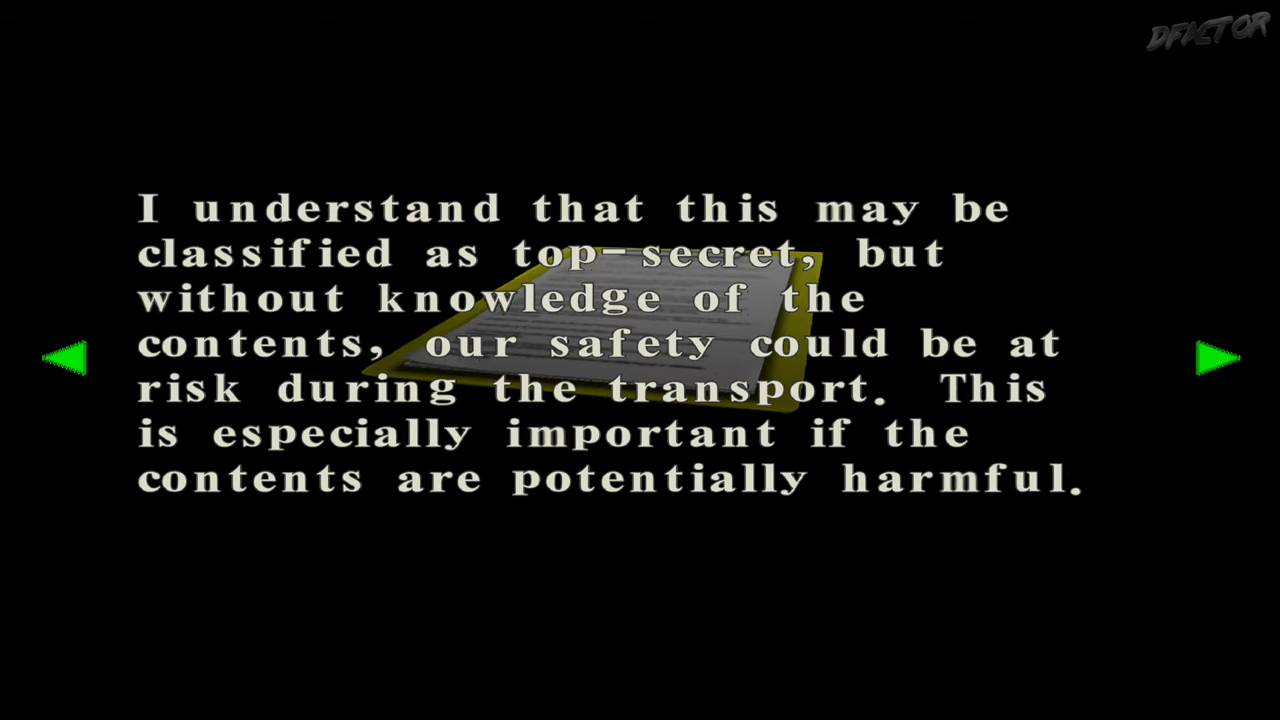 DFACTOR
I understand that this may be
classified as top-secret, but
without knowledge of the
contents, our safety could be at
risk during the transport. This
is especially important if the
contents are potentially harmful.